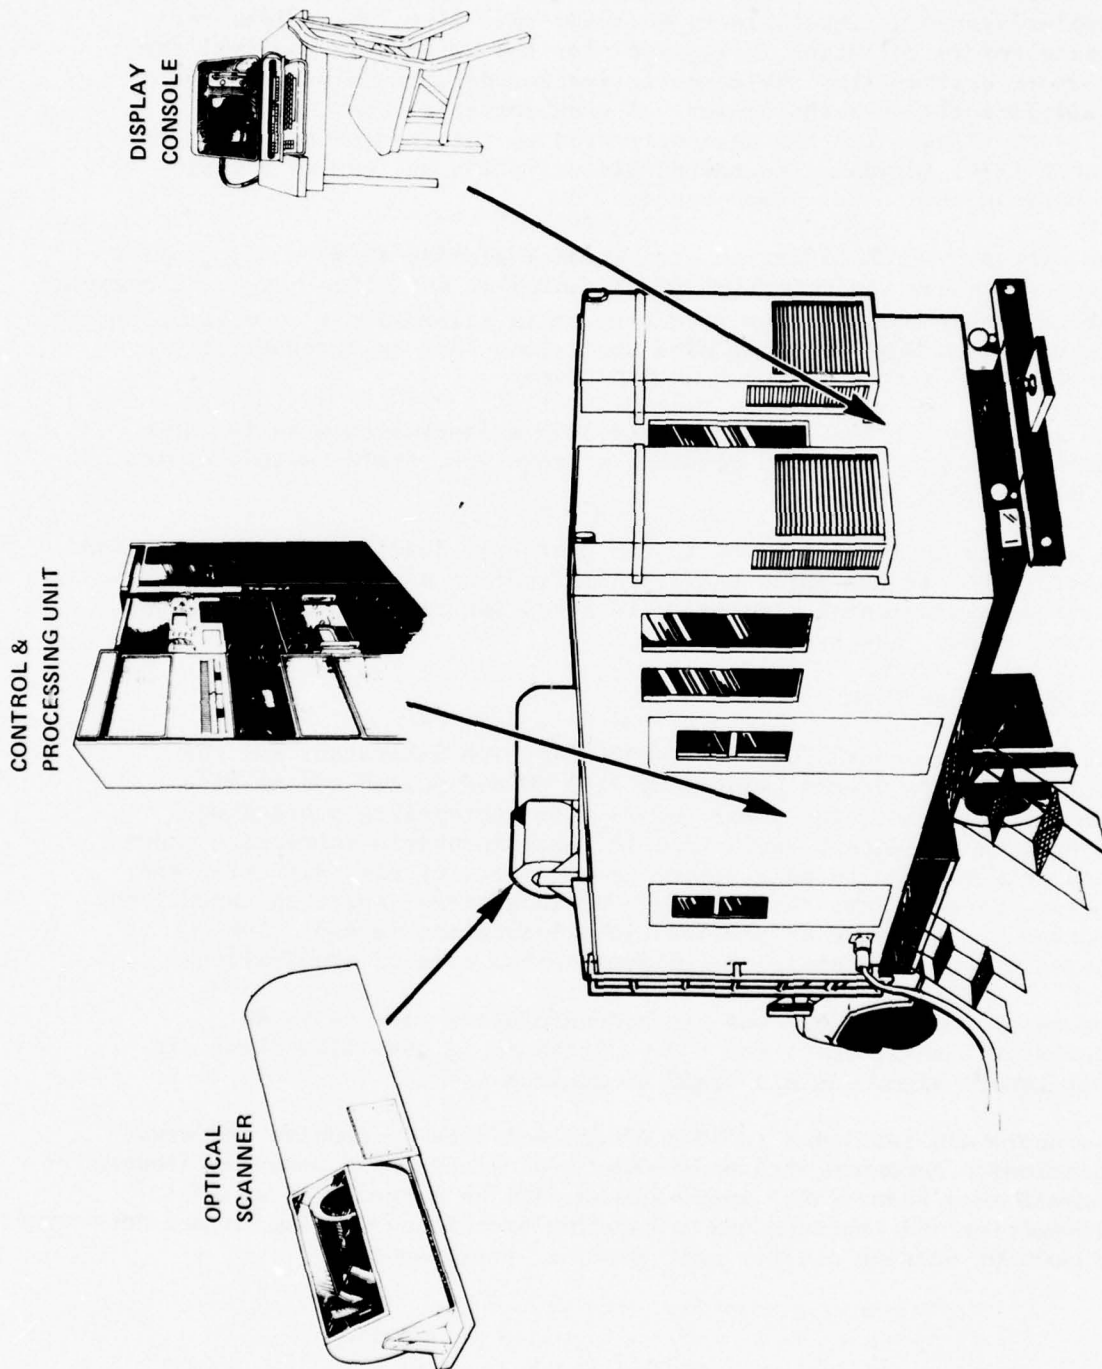 OPTICAL
SCANNER
CONTROL &
PROCESSING UNIT
DISPLAY
CONSOLE